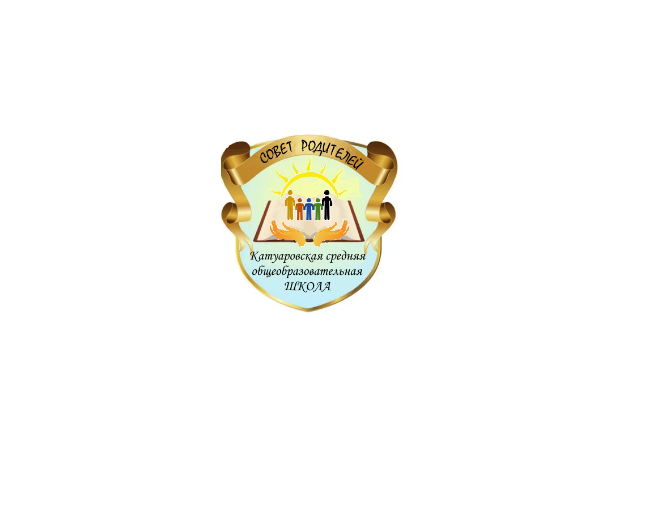 СОВЕТ РОДИТЕЛЕЙ
Катуаровская средняя
общеобразовательная
ШКОЛА